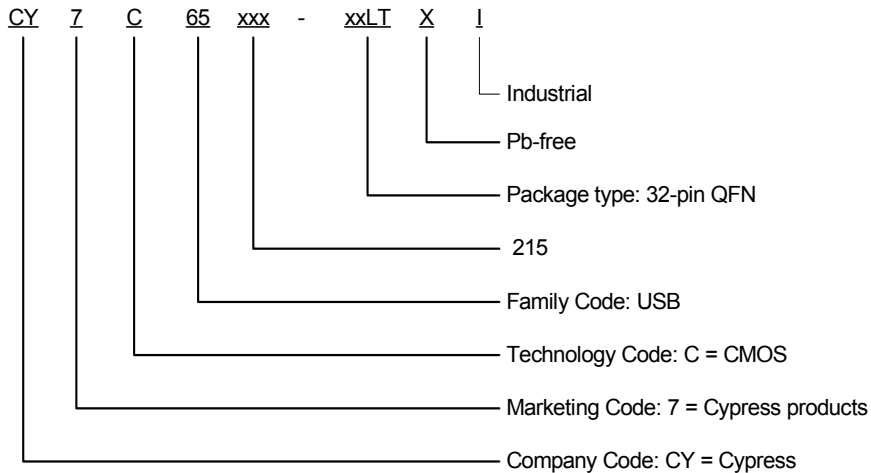 CY 7 C 65 xxx - xxLT X I
Industrial
Pb-free
Package type: 32-pin QFN
215
Family Code: USB
Technology Code: C = CMOS
Marketing Code: 7 = Cypress products
Company Code: CY = Cypress